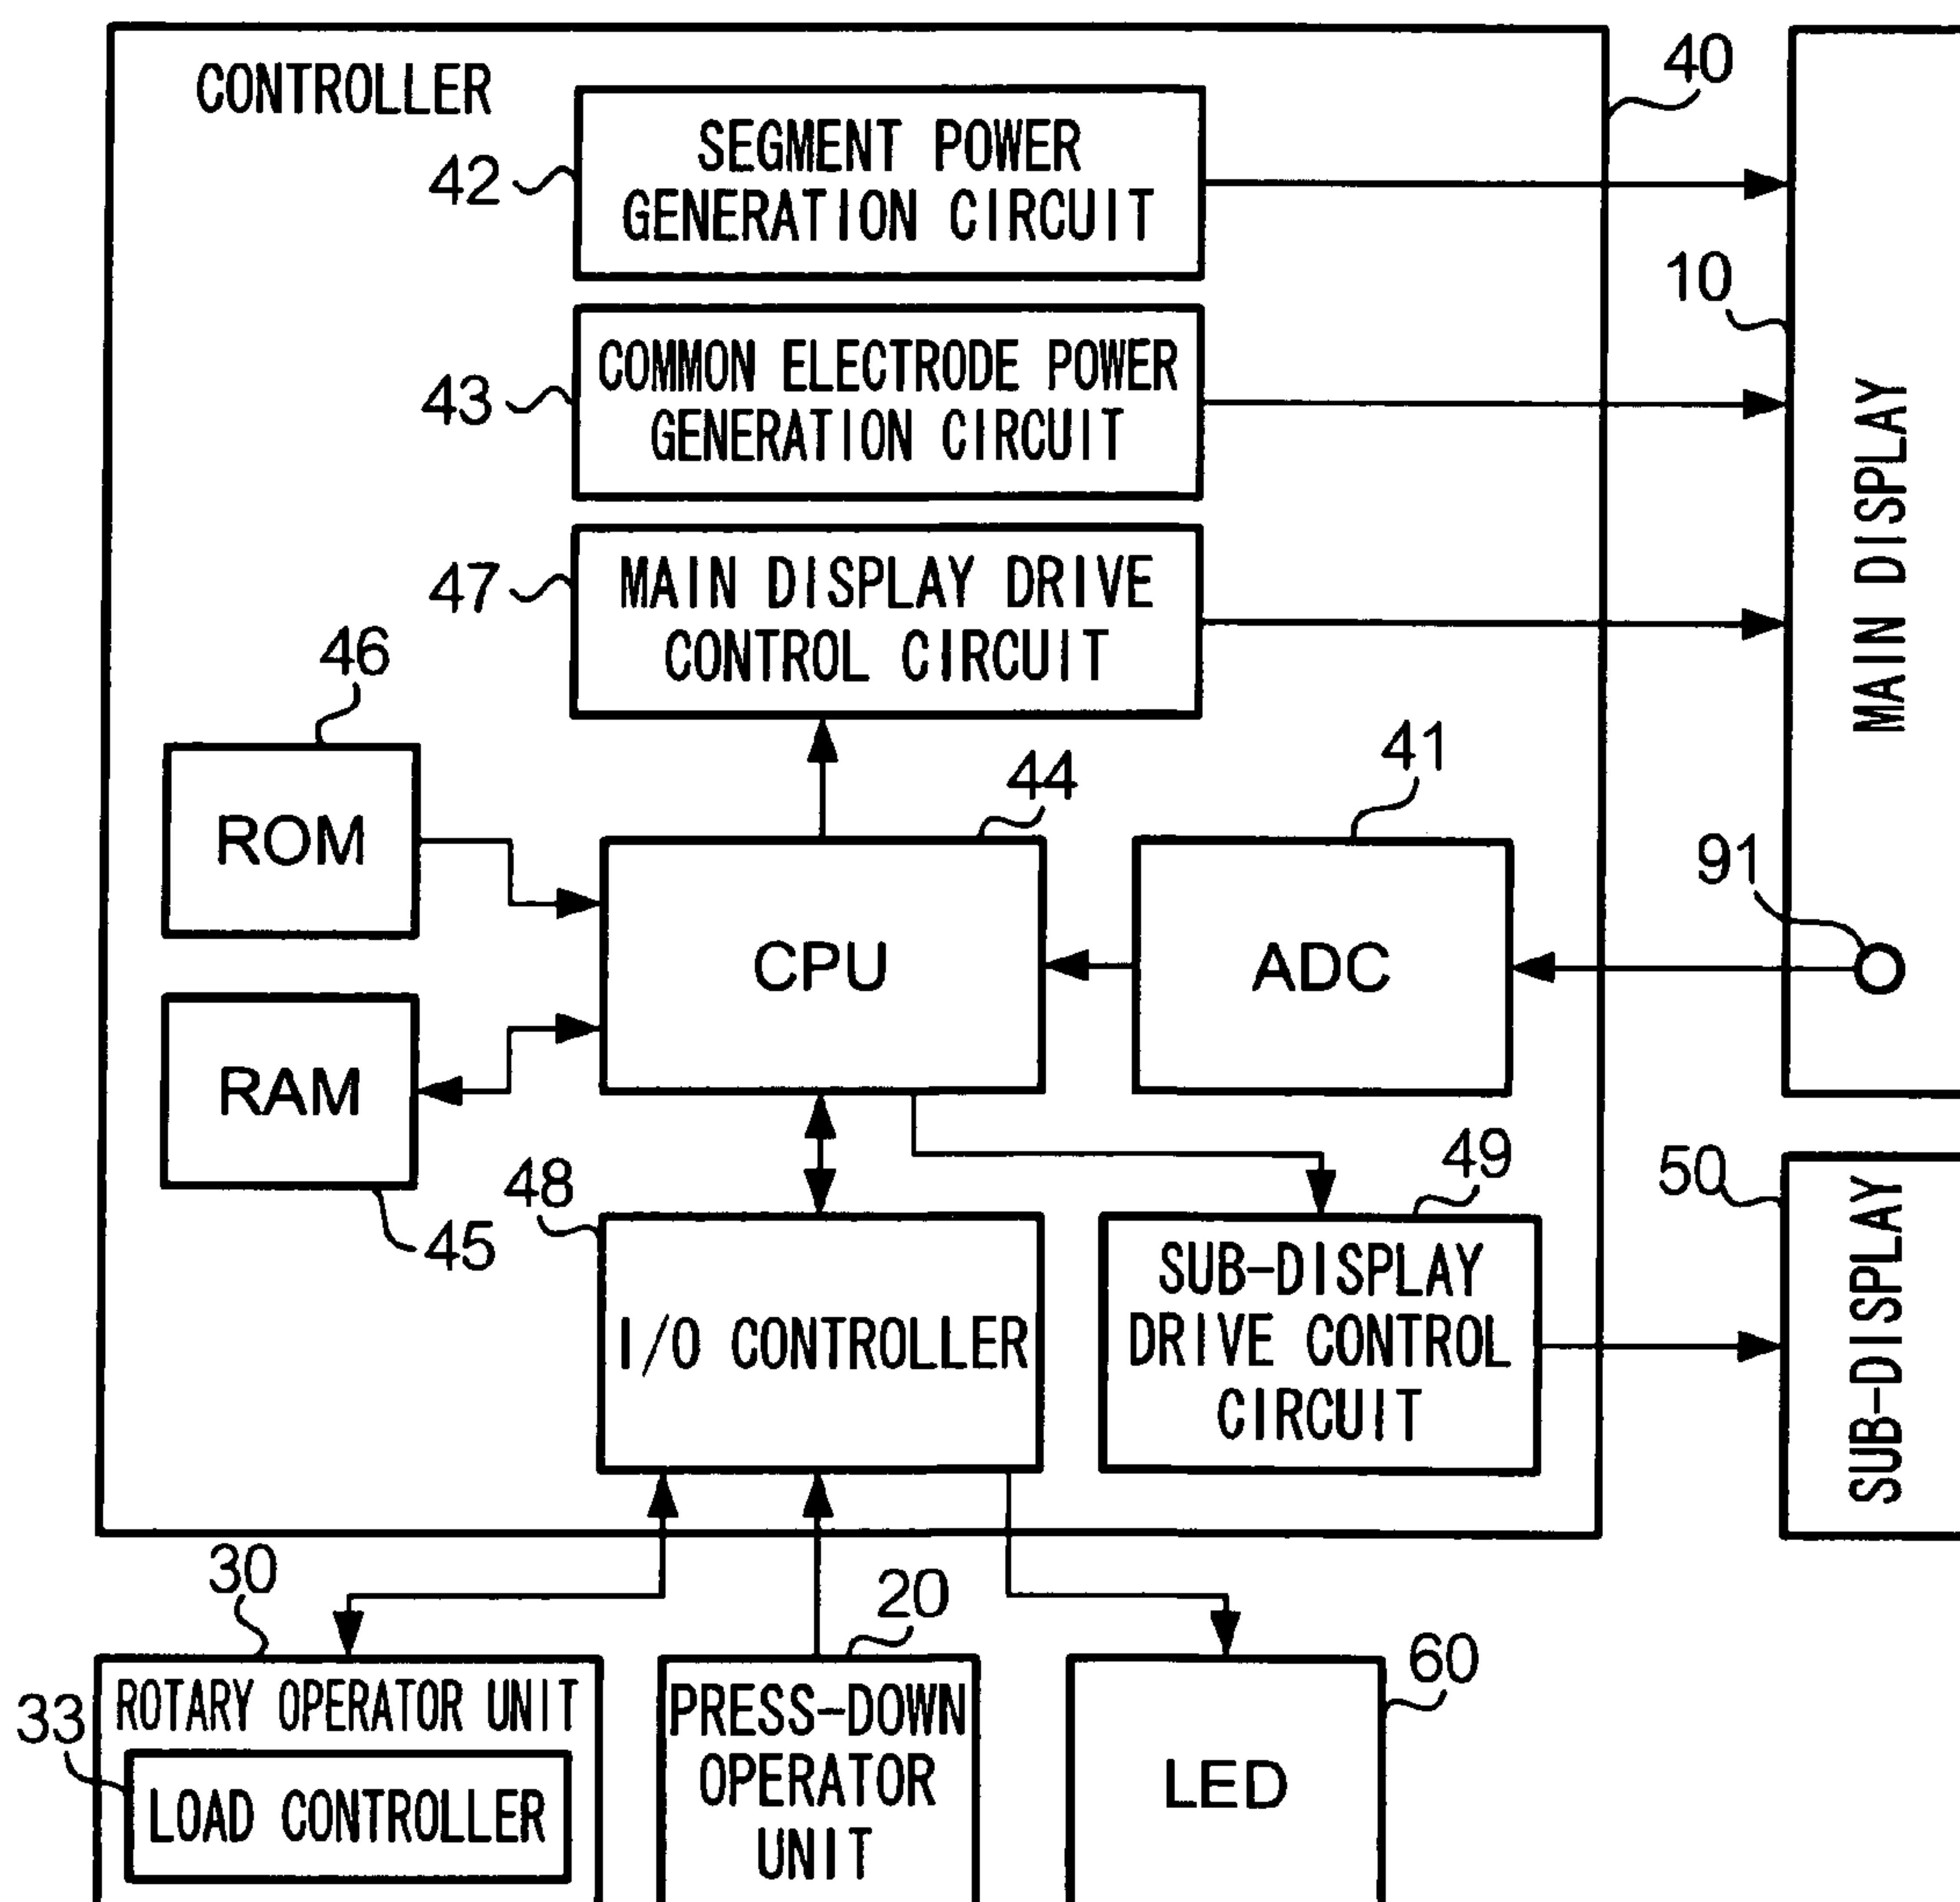 CONTROLLER
40
SEGMENT POWER
GENERATION CIRCUIT
42
10
COMMON ELECTRODE POWER
GENERATION CIRCUIT
43
MAIN DISPLAY
MAIN DISPLAY DRIVE
CONTROL CIRCUIT
47
46
ROM
44
CPU
41
ADC
91
RAM
45
48
I/O CONTROLLER
49
SUB-DISPLAY
DRIVE CONTROL
CIRCUIT
50
SUB-DISPLAY
30
ROTARY OPERATOR UNIT
33
LOAD CONTROLLER
20
PRESS-DOWN
OPERATOR
UNIT
60
LED